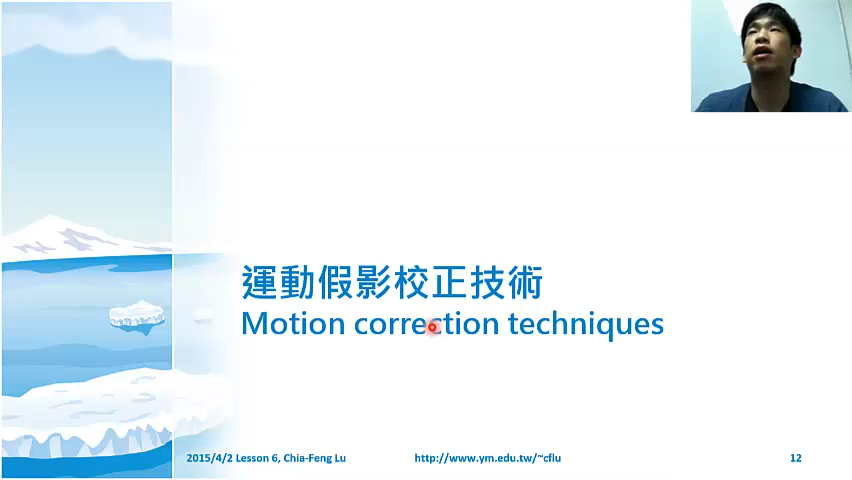 運動假影校正技術
Motion correction techniques
2015/4/2 Lesson 6, Chia-Feng Lu
http://www.ym.edu.tw/~cflu
12